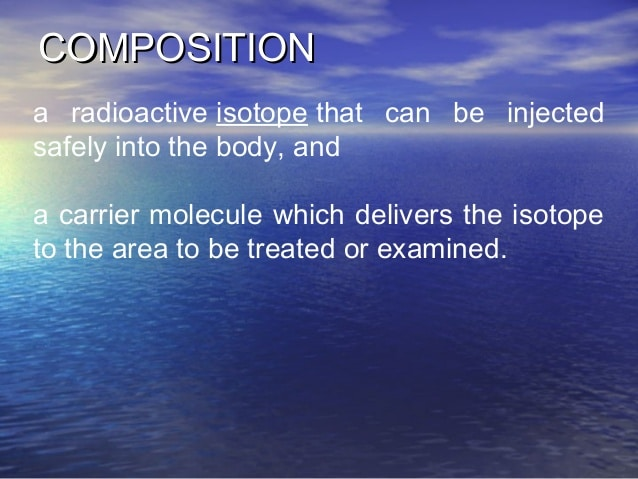 COMPOSITION
a radioactive isotope that can be injected
safely into the body, and
a carrier molecule which delivers the isotope
to the area to be treated or examined.